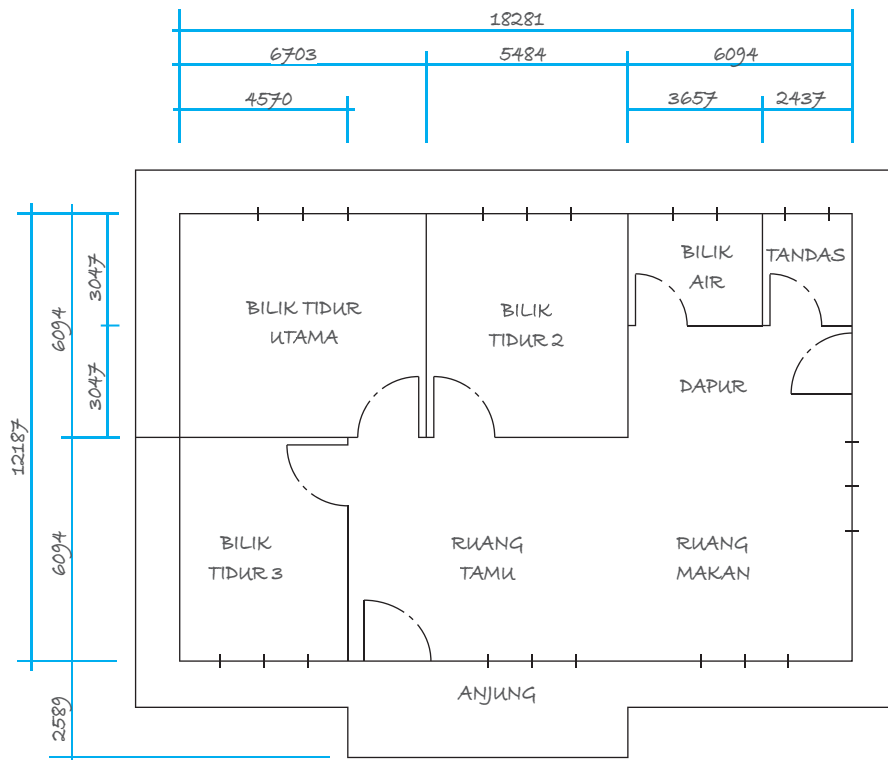 18281
6703 5484 6094
4570 3657 2437
BILIK TIDUR
UTAMA
BILIK
TIDUR 2
BILIK
AIR
TANDAS
DAPUR
3047
6094
3047
12187
6094
2589
BILIK
TIDUR 3
RUANG
TAMU
RUANG
MAKAN
ANJUNG